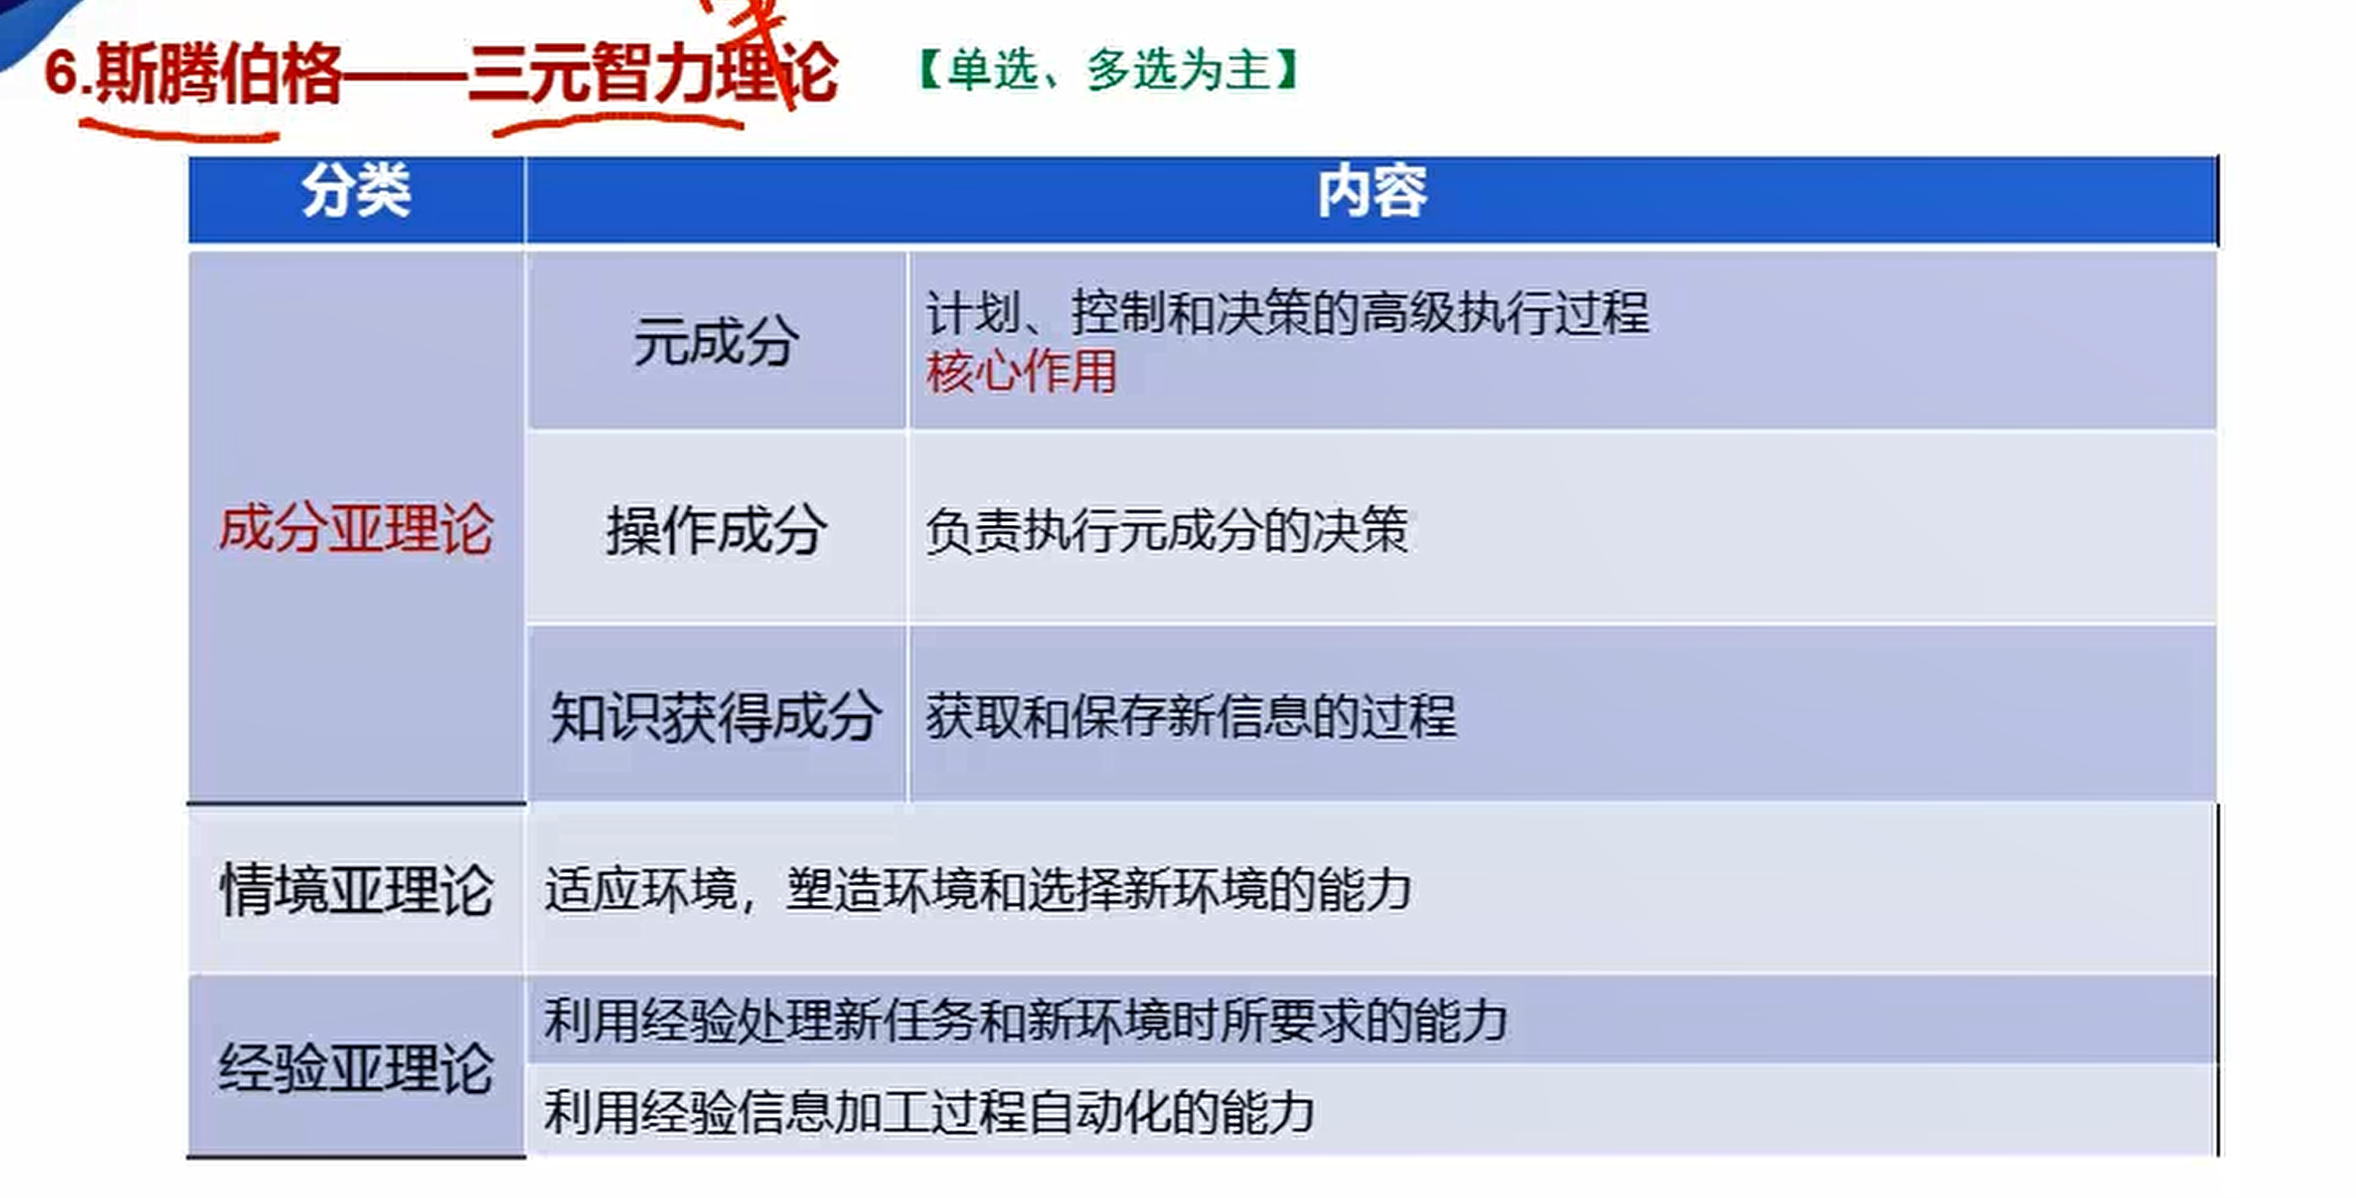 6.斯腾伯格——三元智力理论 【单选、多选为主】
分类 内容
成分亚理论
元成分
计划、控制和决策的高级执行过程
核心作用
操作成分
负责执行元成分的决策
知识获得成分
获取和保存新信息的过程
情境亚理论
适应环境，塑造环境和选择新环境的能力
经验亚理论
利用经验处理新任务和新环境时所要求的能力
利用经验信息加工过程自动化的能力